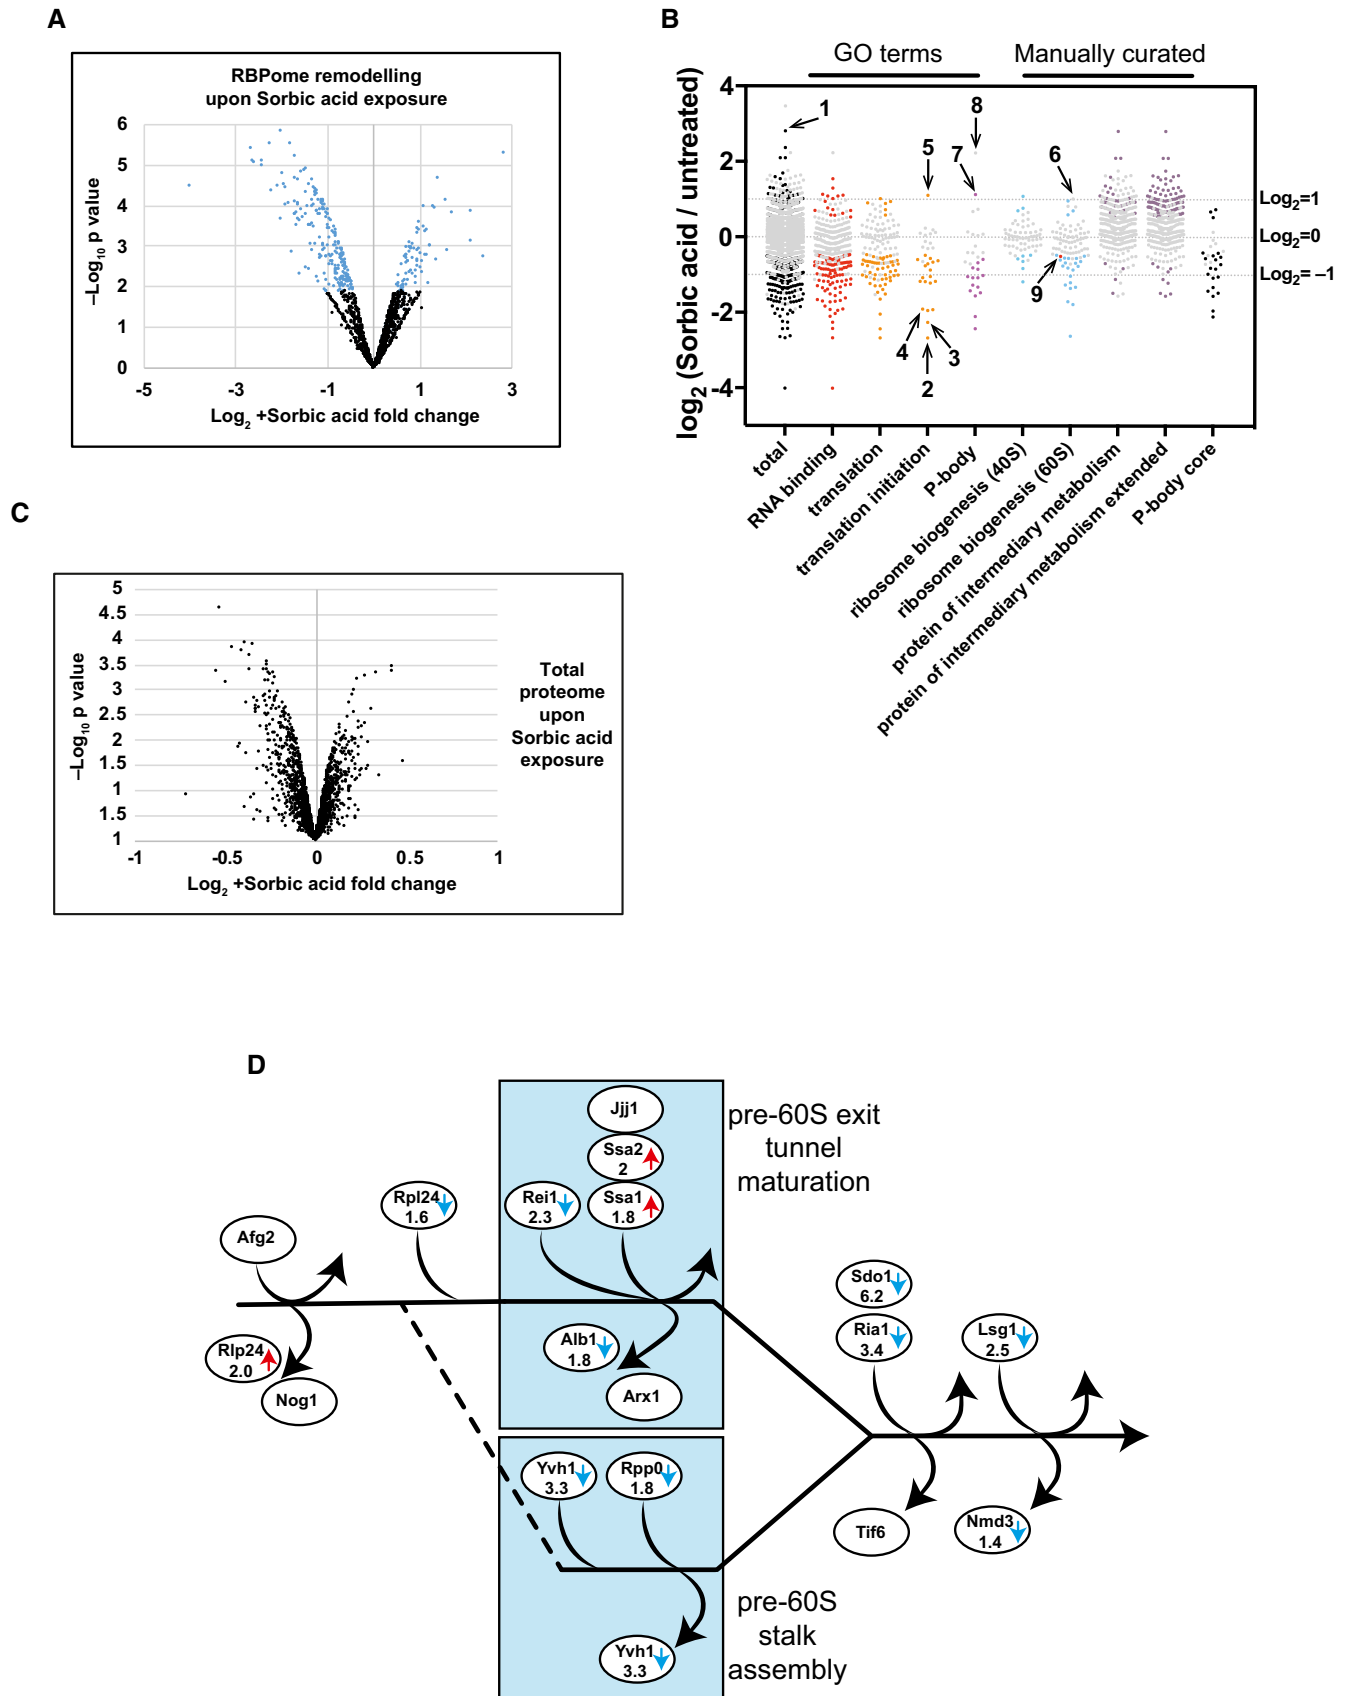 A
RBPome remodelling
upon Sorbic acid exposure
−Log10 p value
6
5
4
3
2
1
0
-5
-3
-1
1
3
Log2 +Sorbic acid fold change
B
GO terms
Manually curated
log2 (Sorbic acid / untreated)
4
2
0
-2
-4
1
8
5
7
6
9
4
3
2
Log2=1
Log2=0
Log2= −1
total
RNA binding
translation
translation initiation
P-body
ribosome biogenesis (40S)
ribosome biogenesis (60S)
protein of intermediary metabolism
protein of intermediary metabolism extended
P-body core
C
−Log10 p value
5
4.5
4
3.5
3
2.5
2
1.5
1
1.5
1
-1
-0.5
0
0.5
1
Log2 +Sorbic acid fold change
Total
proteome
upon
Sorbic acid
exposure
D
Jjj1
Ssa2
2
Ssa1
1.8
pre-60S exit
tunnel
maturation
Rpl24
1.6
Rei1
2.3
Afg2
Rlp24
2.0
Nog1
Alb1
1.8
Arx1
Sdo1
6.2
Ria1
3.4
Lsg1
2.5
Yvh1
3.3
Rpp0
1.8
Tif6
Nmd3
1.4
Yvh1
3.3
pre-60S
stalk
assembly